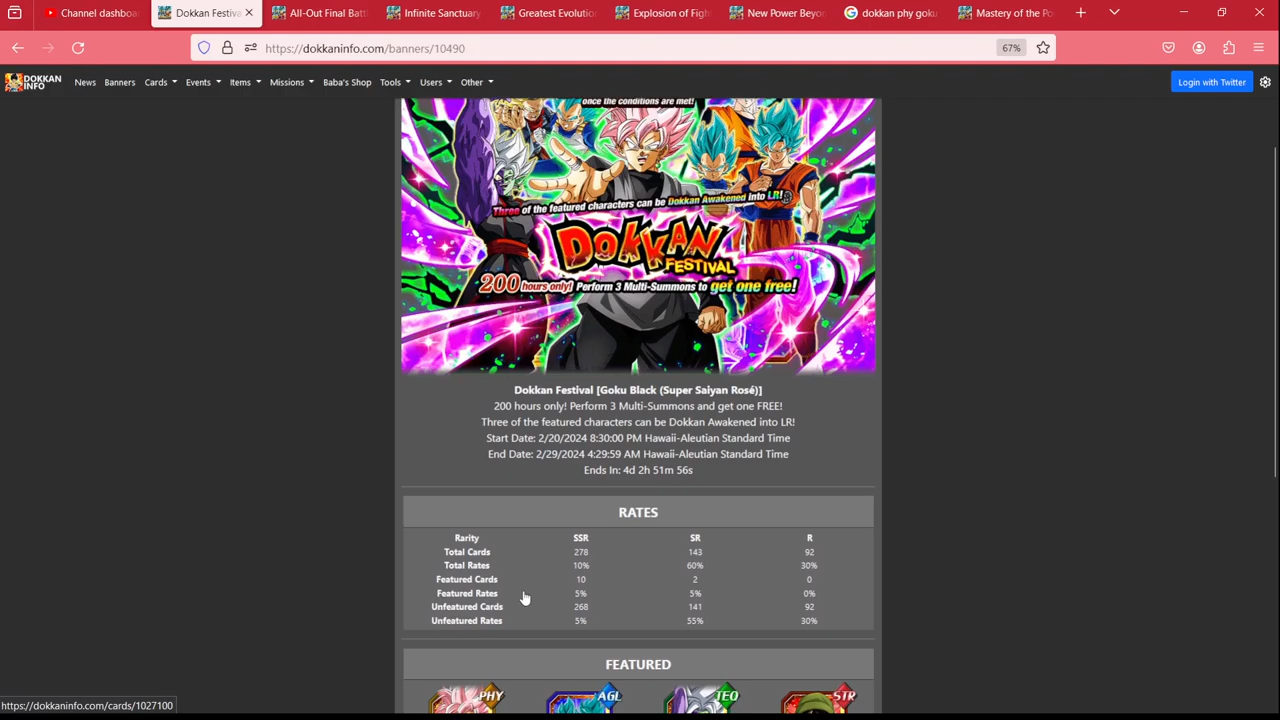 Channel dashboa
Dokkan Festiva
All-Out Final Batt
Infinite Sanctuary
Greatest Evolution
Explosion of Figh
New Power Beyo
dokkan phy goku
Mastery of the Po
https://dokkaninfo.com/banners/10490
67%
DOKKAN INFO
News Banners Cards Events Items Missions Baba's Shop Tools Users Other
Login with Twitter
once the conditions are met!
Three of the featured characters can be Dokkan Awakened into LR!
DOKKAN
FESTIVAL
200 hours only! Perform 3 Multi-Summons to get one free!
Dokkan Festival [Goku Black (Super Saiyan Rosé)]
200 hours only! Perform 3 Multi-Summons and get one FREE!
Three of the featured characters can be Dokkan Awakened into LR!
Start Date: 2/20/2024 8:30:00 PM Hawaii-Aleutian Standard Time
End Date: 2/29/2024 4:29:59 AM Hawaii-Aleutian Standard Time
Ends In: 4d 2h 51m 56s
RATES
Rarity SSR SR R
Total Cards 278 143 92
Total Rates 10% 60% 30%
Featured Cards 10 2 0
Featured Rates 5% 5% 0%
Unfeatured Cards 268 141 92
Unfeatured Rates 5% 55% 30%
FEATURED
PHY AGL TEQ STR
https://dokkaninfo.com/cards/1027100